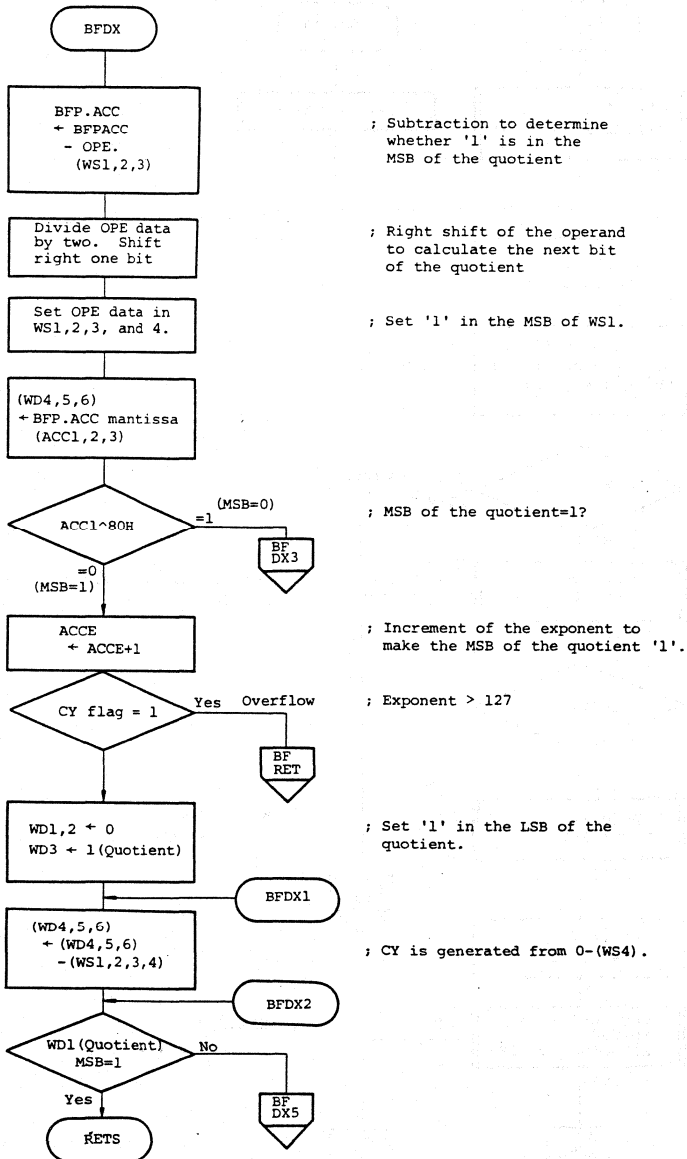 BFDX
BFP.ACC
← BFPACC
- OPE.
(WS1,2,3)
; Subtraction to determine
whether '1' is in the
MSB of the quotient
Divide OPE data
by two. Shift
right one bit
; Right shift of the operand
to calculate the next bit
of the quotient
Set OPE data in
WS1,2,3, and 4.
; Set '1' in the MSB of WS1.
(WD4,5,6)
← BFP.ACC mantissa
(ACC1,2,3)
ACC1^80H
(MSB=0)
=1
; MSB of the quotient=1?
BF
DX3
=0
(MSB=1)
ACCE
← ACCE+1
; Increment of the exponent to
make the MSB of the quotient '1'.
CY flag = 1
Yes Overflow
; Exponent > 127
BF
RET
WD1,2 ← 0
WD3 ← 1(Quotient)
; Set '1' in the LSB of the
quotient.
BFDX1
(WD4,5,6)
← (WD4,5,6)
-(WS1,2,3,4)
; CY is generated from 0-(WS4).
BFDX2
WD1(Quotient)
MSB=1
No
BF
DX5
Yes
RETS